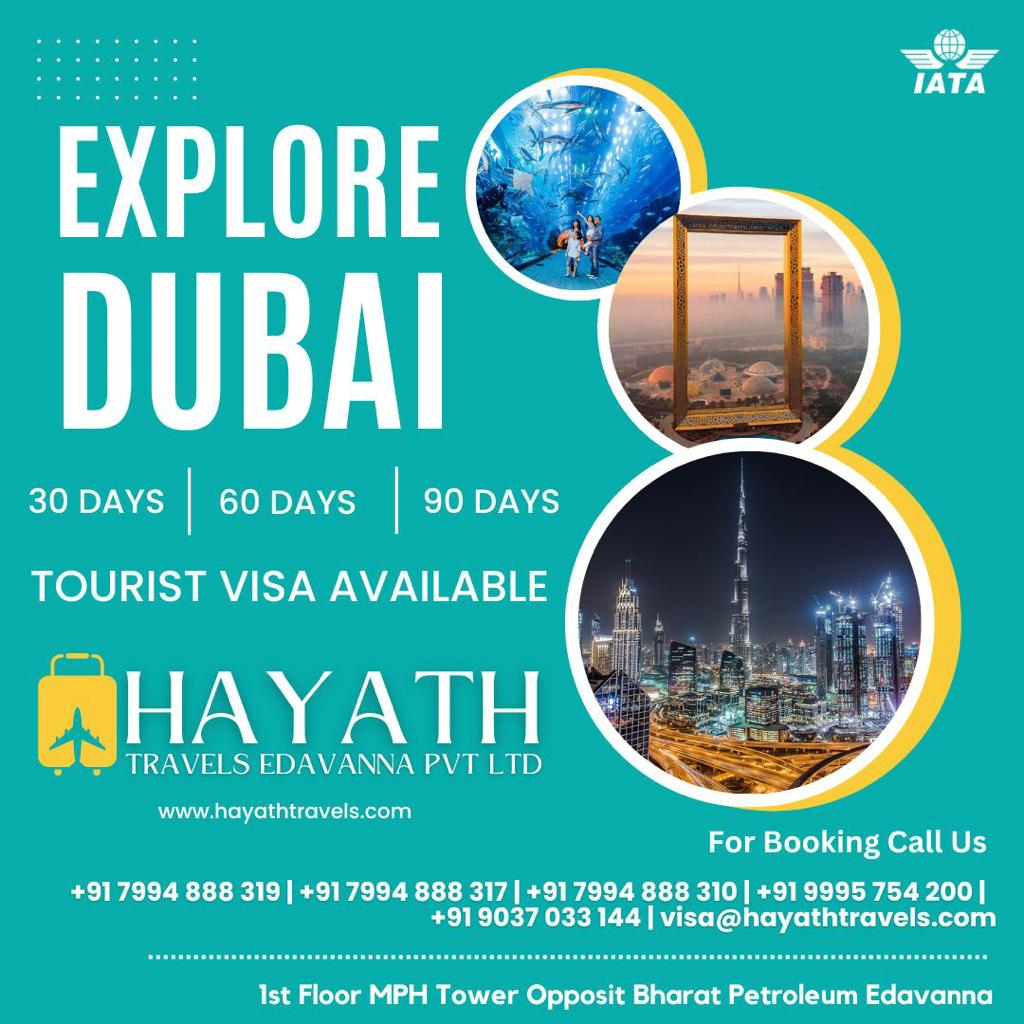 IATA
EXPLORE
DUBAI
30 DAYS
60 DAYS
90 DAYS
TOURIST VISA AVAILABLE
HAYATH
TRAVELS EDAVANNA PVT LTD
www.hayathtravels.com
For Booking Call Us
+91 7994 888 319 | +91 7994 888 317 | +91 7994 888 310 | +91 9995 754 200 |
+91 9037 033 144 | visa@hayathtravels.com
1st Floor MPH Tower Opposit Bharat Petroleum Edavanna